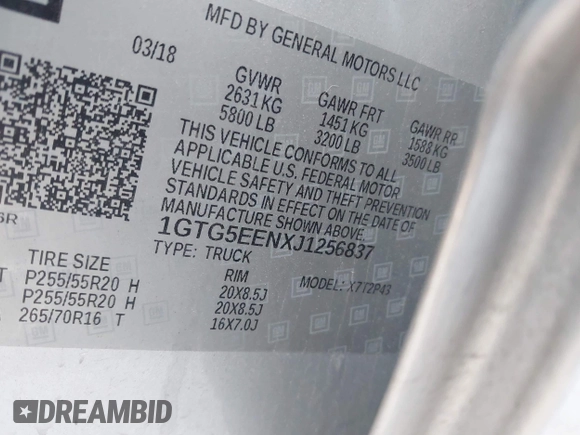 MFD BY GENERAL MOTORS LLC
03/18
GVWR GAWR FRT GAWR RR
2631 KG 1451 KG 1588 KG
5800 LB 3200 LB 3500 LB
THIS VEHICLE CONFORMS TO ALL
APPLICABLE U.S. FEDERAL MOTOR
VEHICLE SAFETY AND THEFT PREVENTION
STANDARDS IN EFFECT ON THE DATE OF
MANUFACTURE SHOWN ABOVE.
1GTG5EENXJ1256837
TYPE: TRUCK MODEL: X7T2P43
TIRE SIZE RIM
P255/55R20 H 20X8.5J
P255/55R20 H 20X8.5J
265/70R16 T 16X7.0J
GM
DREAMBID